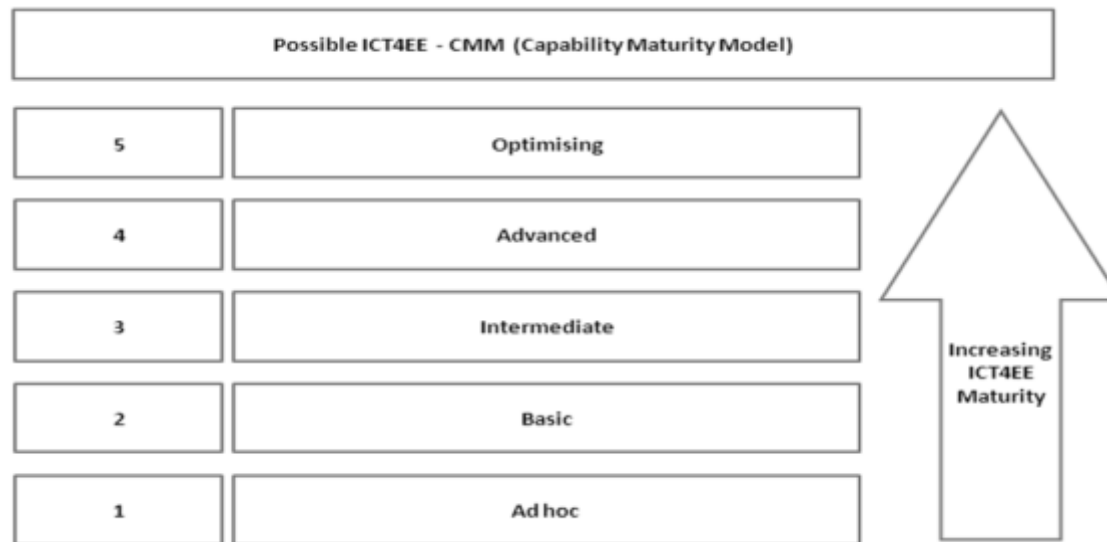 Possible ICT4EE - CMM (Capability Maturity Model)
5 Optimising
4 Advanced
3 Intermediate
2 Basic
1 Ad hoc
Increasing
ICT4EE
Maturity